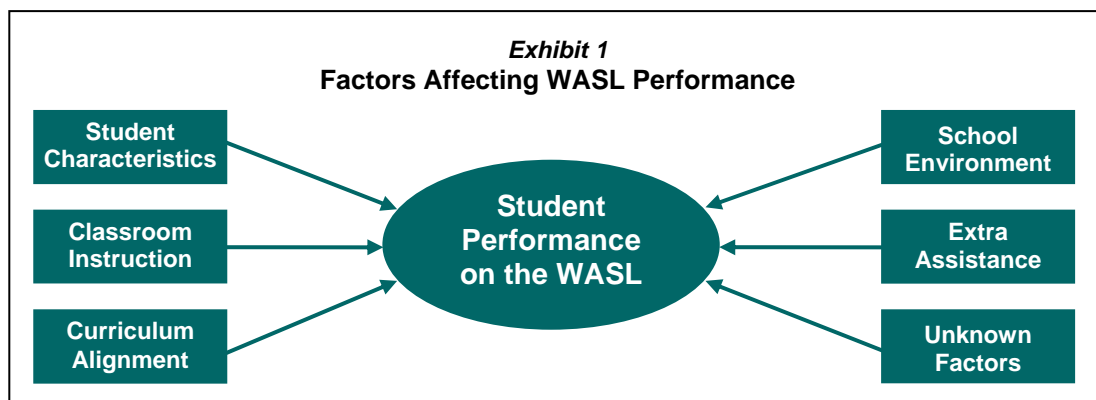 Exhibit 1
Factors Affecting WASL Performance
Student
Characteristics
Classroom
Instruction
Curriculum
Alignment
Student
Performance
on the WASL
School
Environment
Extra
Assistance
Unknown
Factors